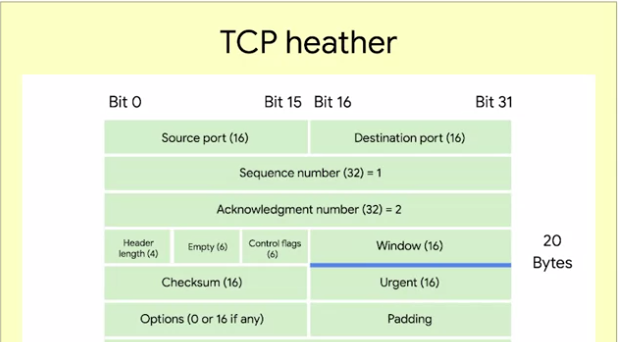 TCP heather
Bit 0 Bit 15 Bit 16 Bit 31
Source port (16) Destination port (16)
Sequence number (32) = 1
Acknowledgment number (32) = 2
Header length (4) Empty (6) Control flags (6) Window (16)
20 Bytes
Checksum (16) Urgent (16)
Options (0 or 16 if any) Padding